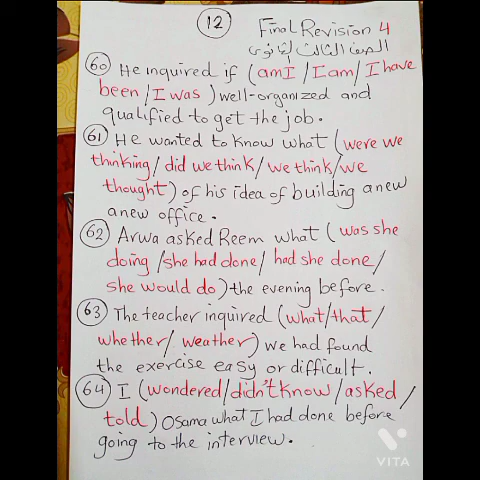 12
Final Revision 4
الصف الثالث الثانوى
60 He inquired if (am I / I am / I have
been / I was) well-organized and
qualified to get the job.
61 He wanted to know what (were we
thinking / did we think / we think / we
thought) of his idea of building a new
a new office.
62 Arwa asked Reem what (was she
doing / she had done / had she done /
she would do) the evening before.
63 The teacher inquired (what / that /
whether / weather) we had found
the exercise easy or difficult.
64 I (wondered / didn't know / asked /
told) Osama what I had done before
going to the interview.
VITA